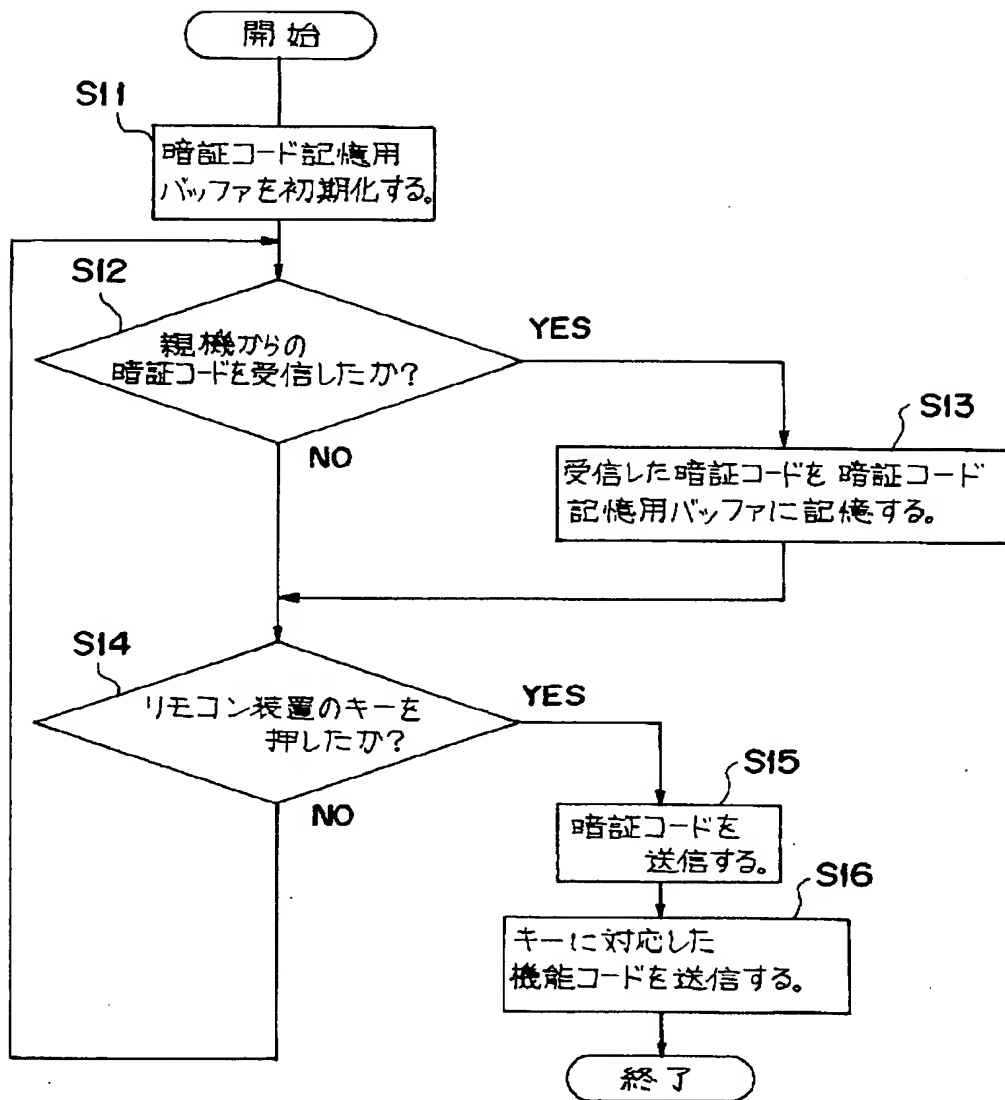 開始
S11
暗証コード記憶用
バッファを初期化する。
S12
親機からの
暗証コードを受信したか？
YES
NO
S13
受信した暗証コードを暗証コード
記憶用バッファに記憶する。
S14
リモコン装置のキーを
押したか？
YES
NO
S15
暗証コードを
送信する。
S16
キーに対応した
機能コードを送信する。
終了